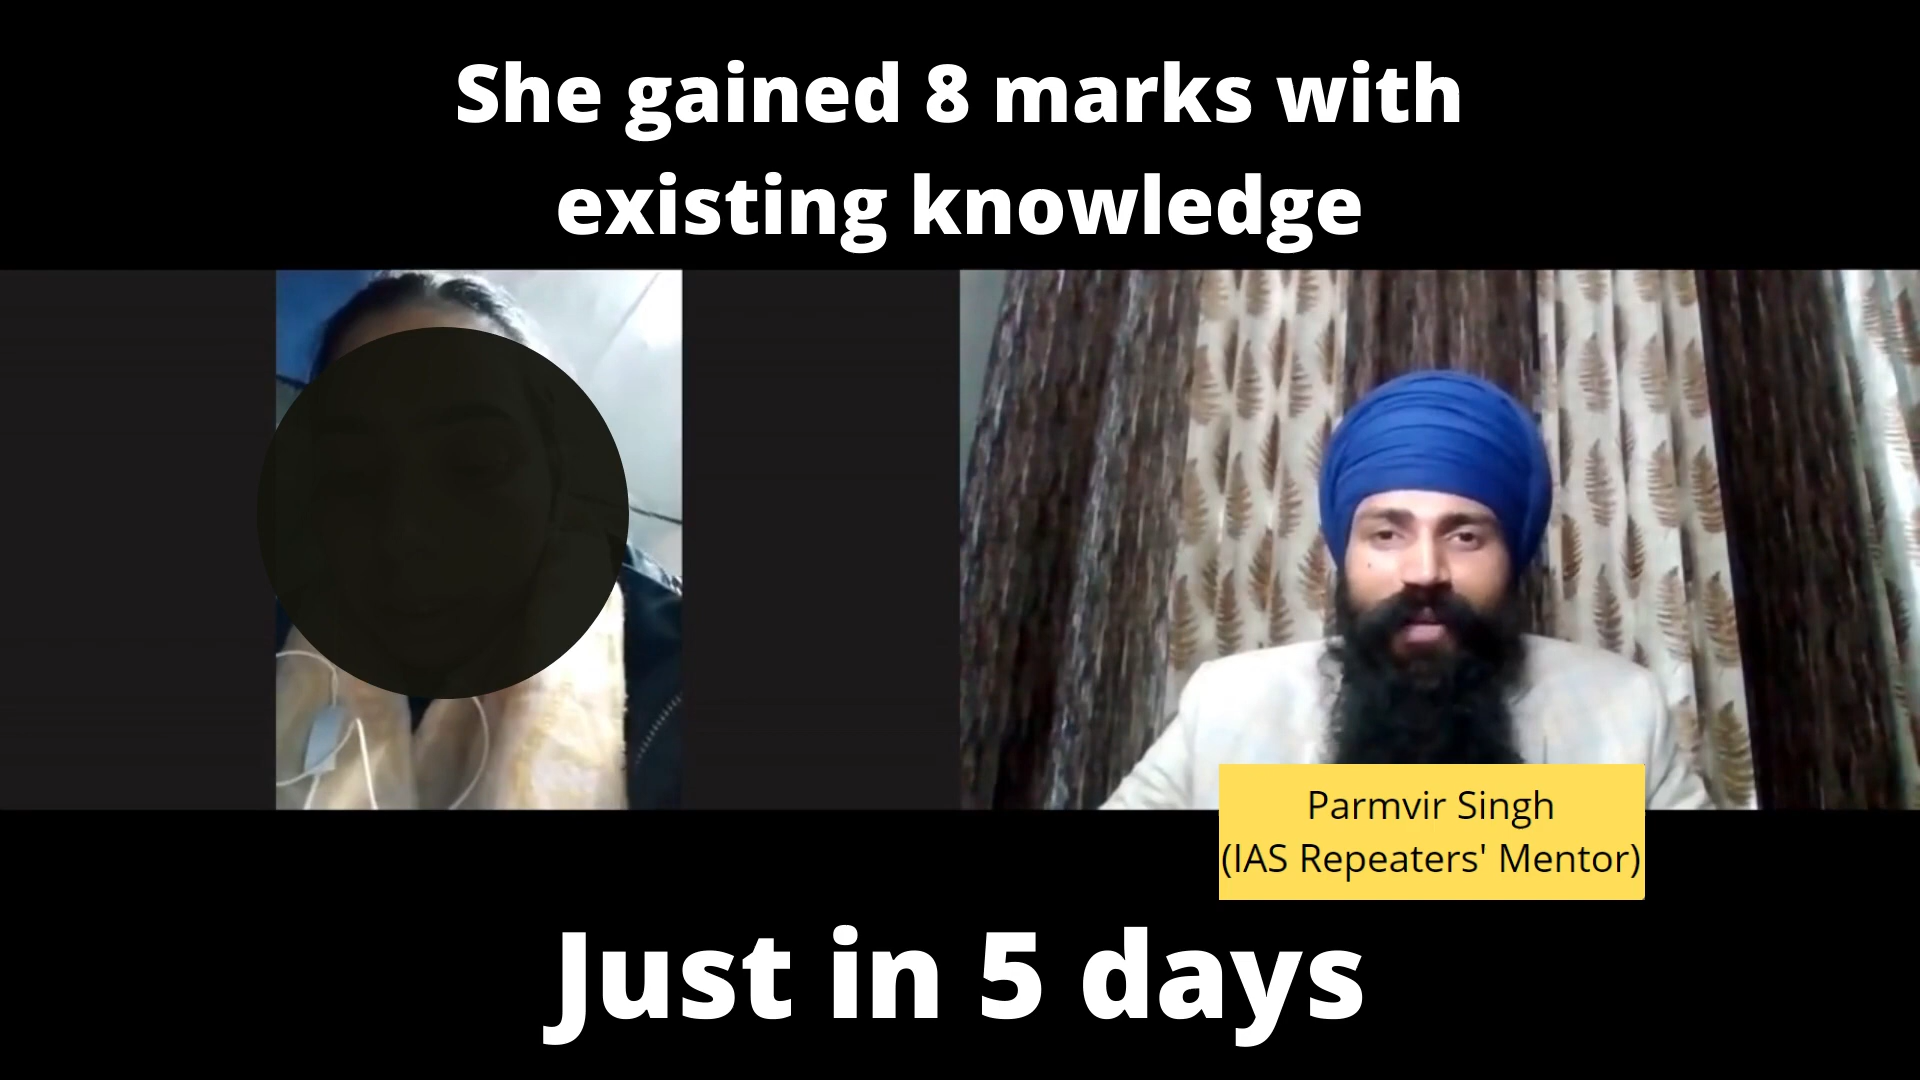 She gained 8 marks with
existing knowledge
Parmvir Singh
(IAS Repeaters' Mentor)
Just in 5 days